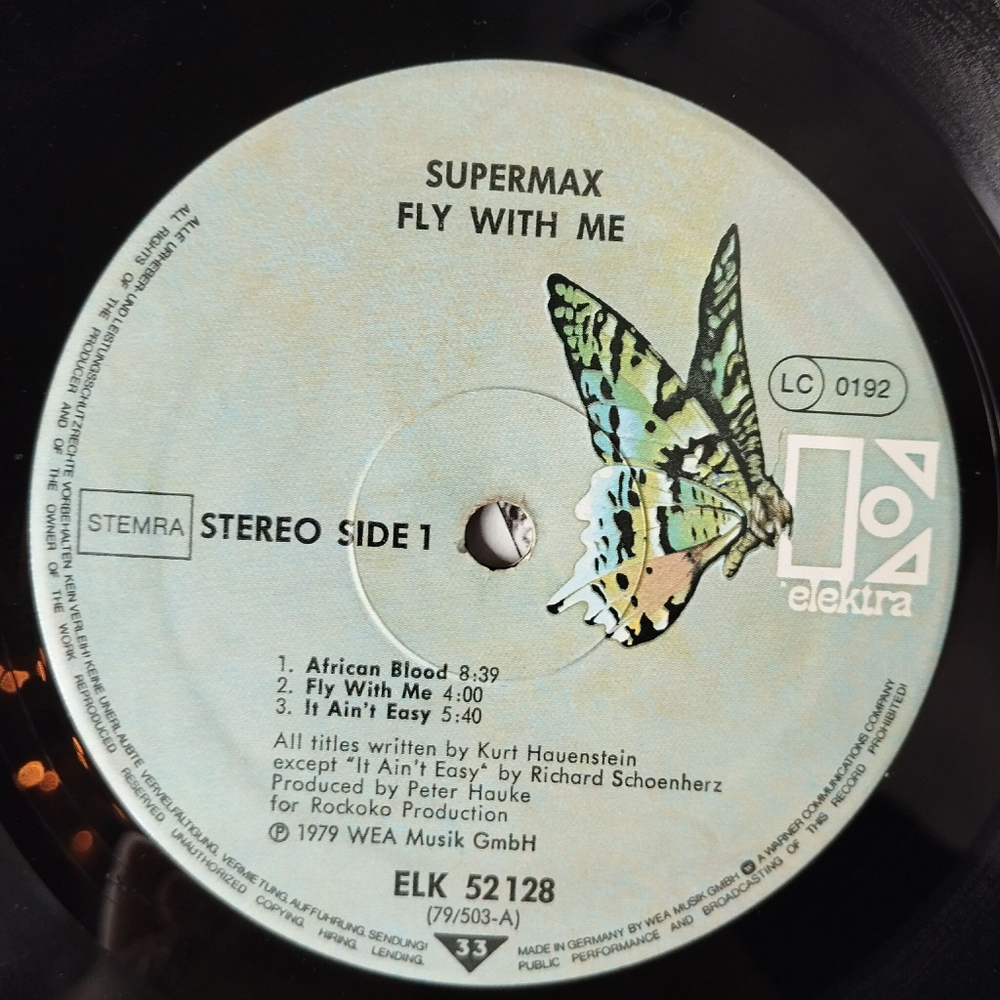 SUPERMAX
FLY WITH ME
LC 0192
elektra
STEMRA
STEREO SIDE 1
1. African Blood 8:39
2. Fly With Me 4:00
3. It Ain't Easy 5:40
All titles written by Kurt Hauenstein
except "It Ain't Easy" by Richard Schoenherz
Produced by Peter Hauke
for Rockoko Production
℗ 1979 WEA Musik GmbH
ELK 52 128
(79/503-A)
33
ALLE URHEBER- UND LEISTUNGSSCHUTZRECHTE VORBEHALTEN. KEIN VERLEIH! KEINE UNERLAUBTE VERVIELFÄLTIGUNG, VERMIETUNG, AUFFÜHRUNG, SENDUNG!
ALL RIGHTS OF THE PRODUCER AND OF THE OWNER OF THE WORK REPRODUCED RESERVED UNAUTHORIZED COPYING. HIRING. LENDING.
MADE IN GERMANY BY WEA MUSIK GMBH A WARNER COMMUNICATIONS COMPANY
PUBLIC PERFORMANCE AND BROADCASTING OF THIS RECORD PROHIBITED!